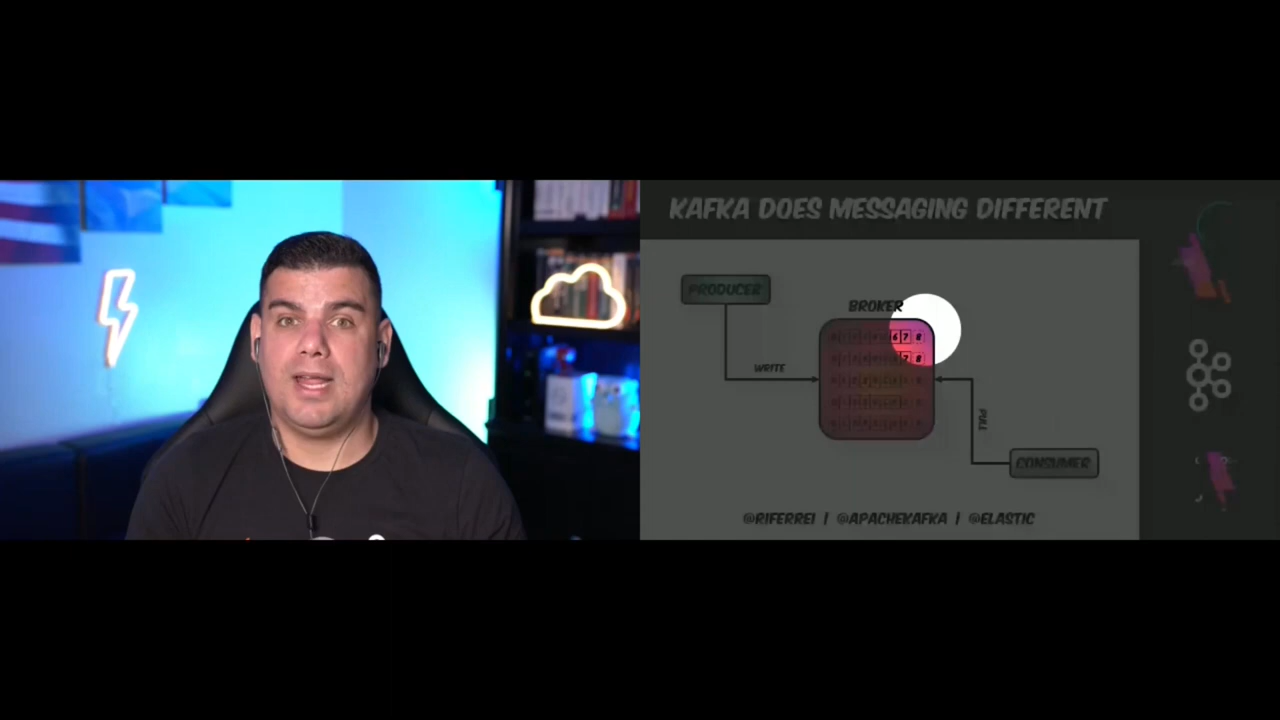 KAFKA DOES MESSAGING DIFFERENT
PRODUCER
BROKER
WRITE
PULL
CONSUMER
@RIFERREI | @APACHEKAFKA | @ELASTIC